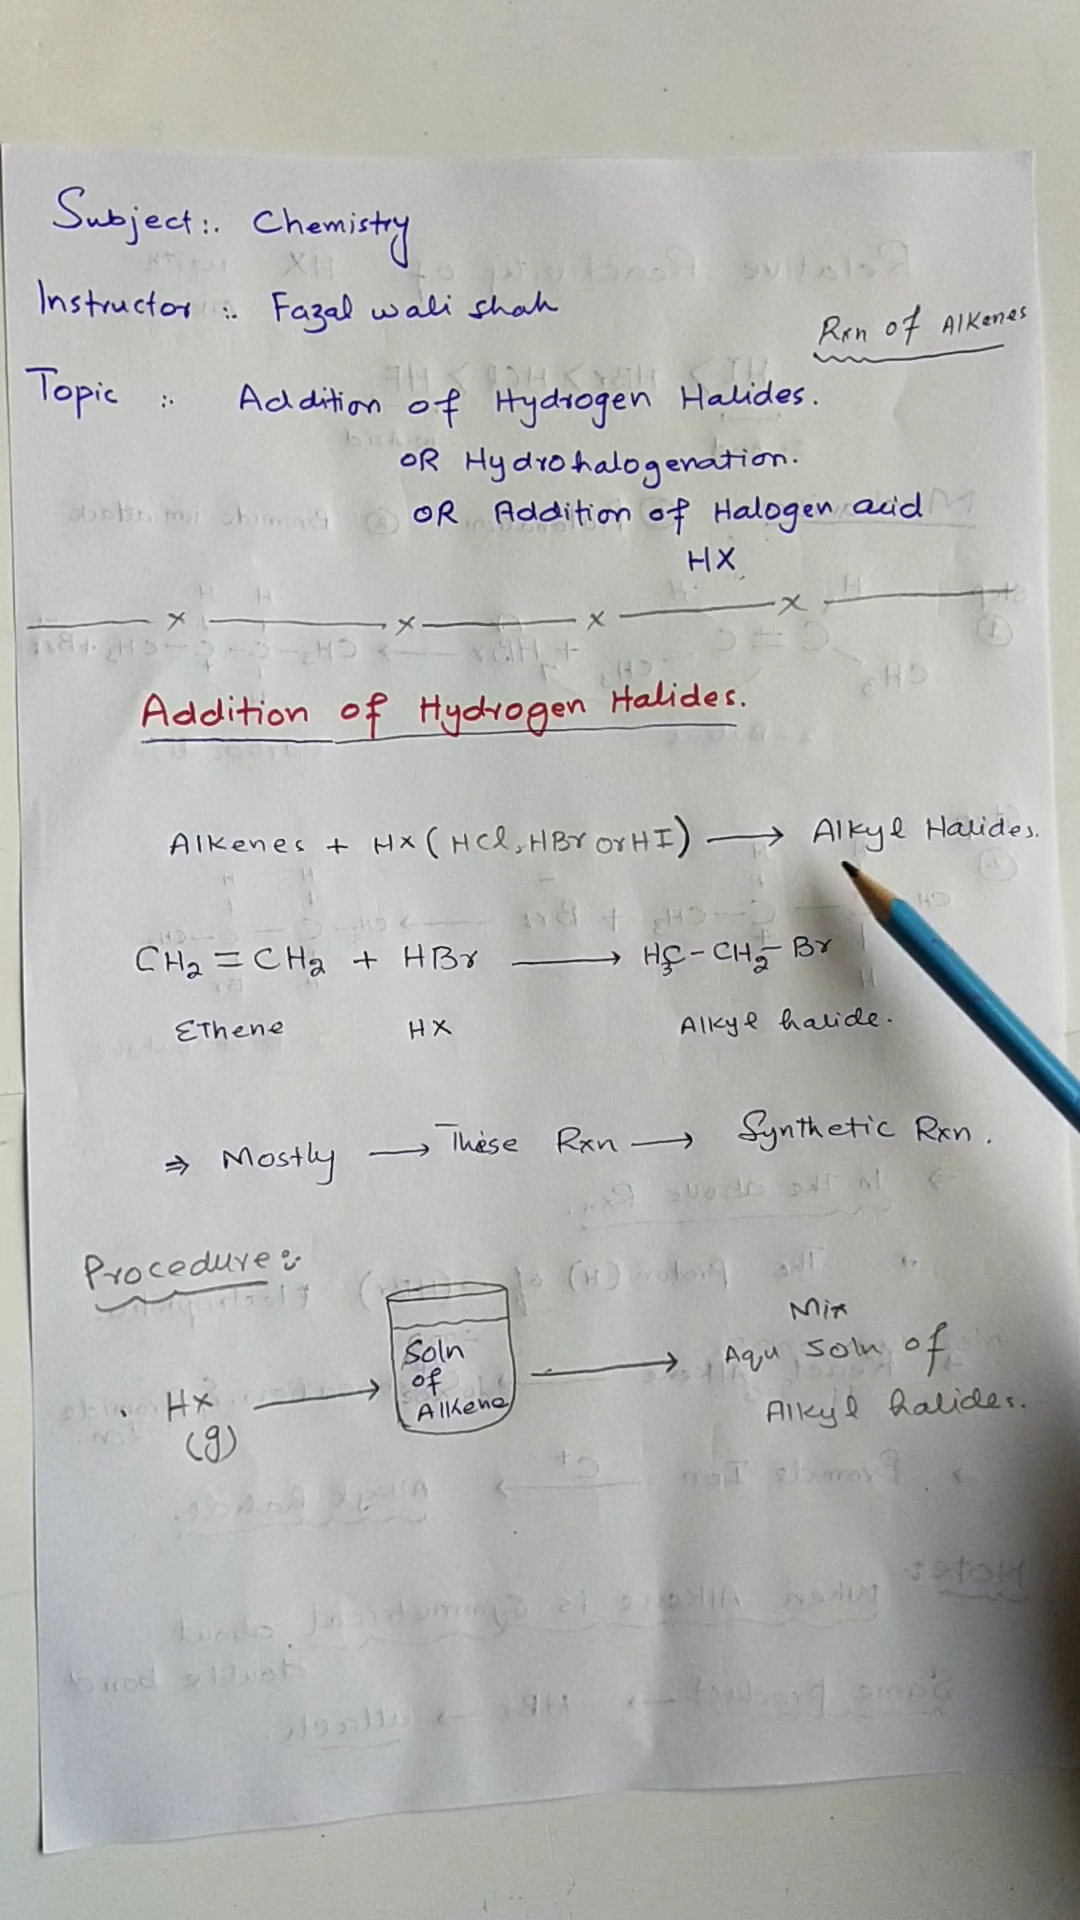 Subject:. Chemistry
Instructor :. Fazal wali shah
Rxn of Alkenes
Topic :. Addition of Hydrogen Halides.
OR Hydrohalogenation.
OR Addition of Halogen acid
HX
Addition of Hydrogen Halides.
Alkenes + HX (HCl, HBr or HI) → Alkyl Halides.
CH₂ = CH₂ + HBr → H₃C - CH₂ - Br
Ethene HX Alkyl halide.
⇒ Mostly → These Rxn → Synthetic Rxn.
Procedure:.
HX
(g)
→
Soln
of
Alkene
→
Mix
Aqu Soln of
Alkyl halides.